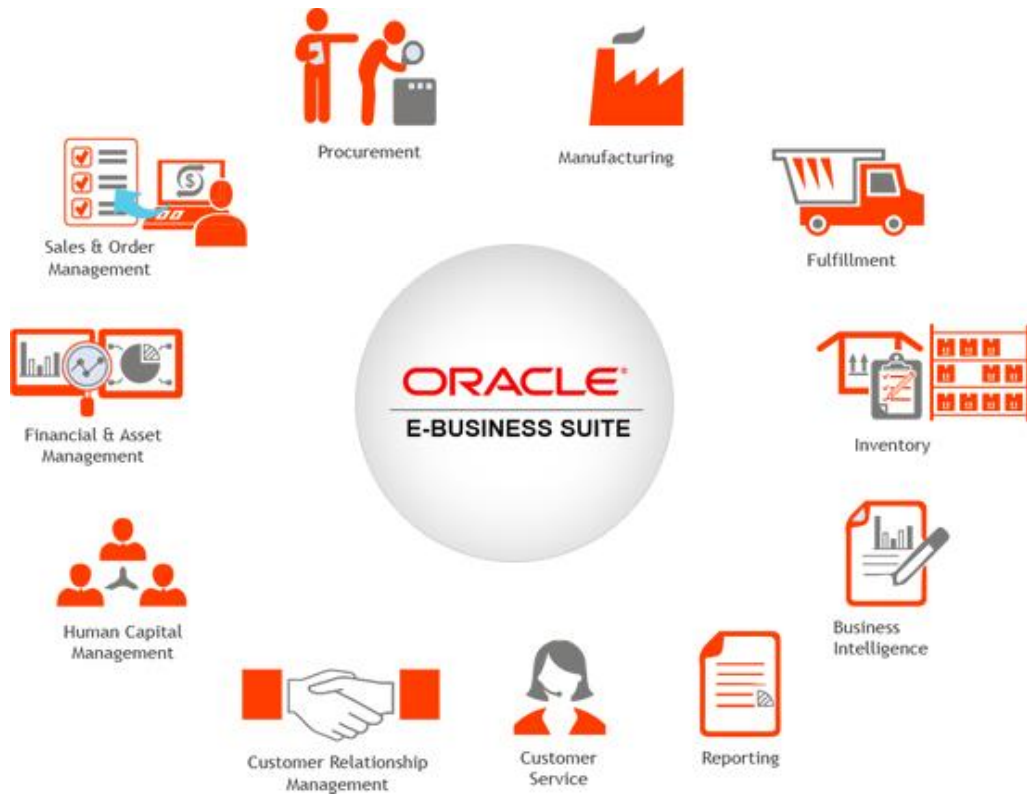 Procurement
Manufacturing
Sales & Order
Management
Fulfillment
ORACLE
E-BUSINESS SUITE
Financial & Asset
Management
Inventory
Human Capital
Management
Business
Intelligence
Customer Relationship
Management
Customer
Service
Reporting